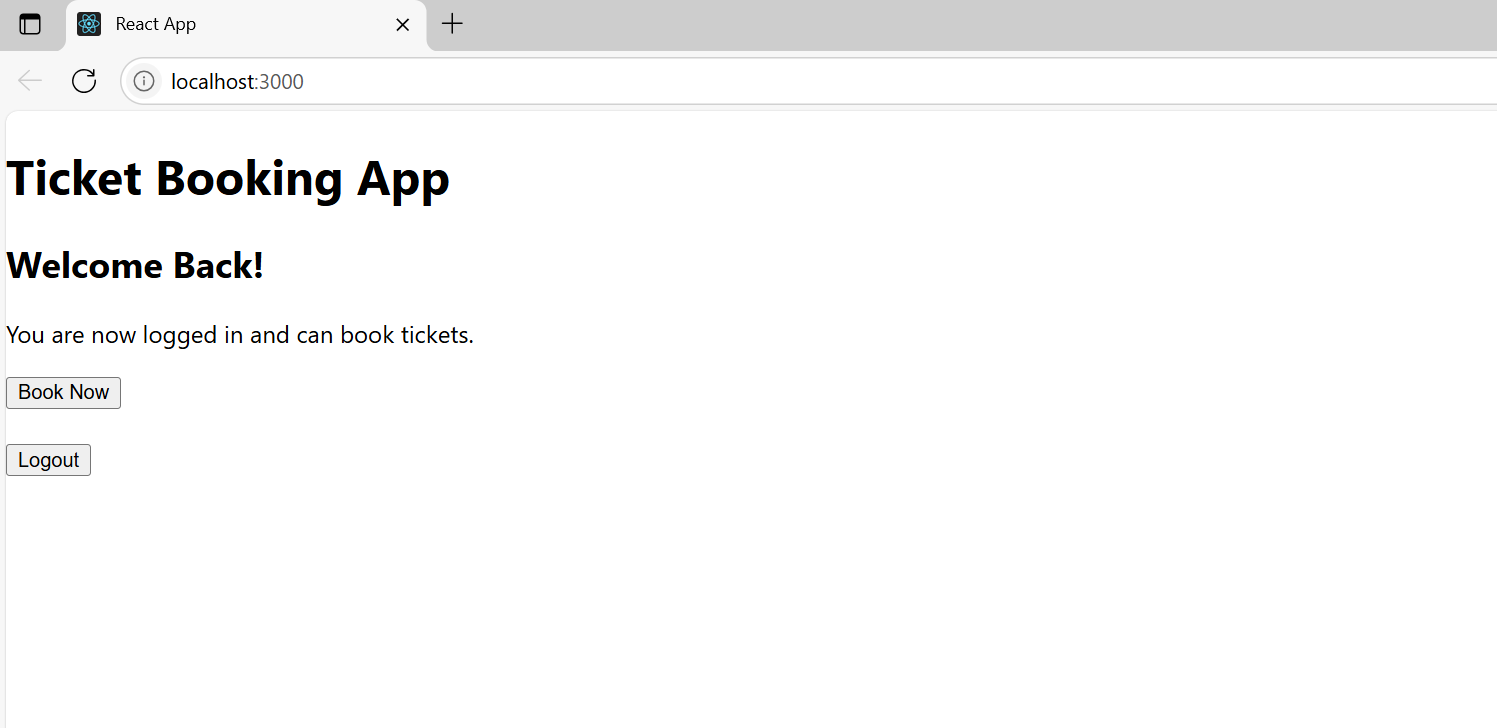 React App
localhost:3000
Ticket Booking App
Welcome Back!
You are now logged in and can book tickets.
Book Now
Logout